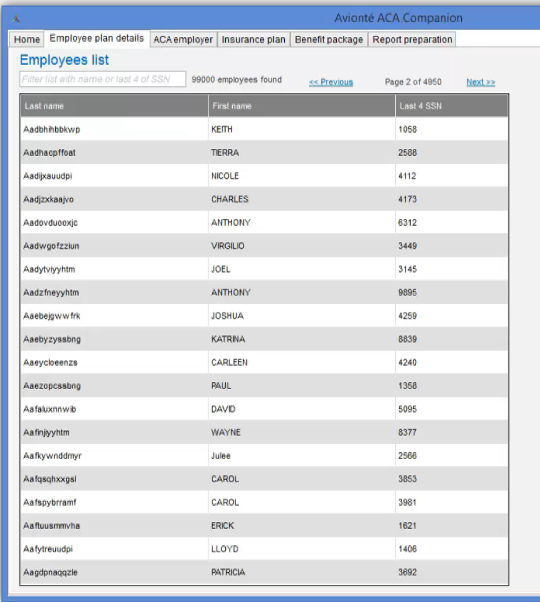 Avionté ACA Companion
Home Employee plan details ACA employer Insurance plan Benefit package Report preparation
Employees list
Filter list with name or last 4 of SSN 99000 employees found << Previous Page 2 of 4950 Next >>
Last name First name Last 4 SSN
Aadbhihbbkwp KEITH 1058
Aadhacpffoat TIERRA 2588
Aadijxauudpi NICOLE 4112
Aadjzxkaajvo CHARLES 4173
Aadovduooxjc ANTHONY 6312
Aadwgofzziun VIRGILIO 3449
Aadytviyyhtm JOEL 3145
Aadzfneyyhtm ANTHONY 9895
Aaebejgwwfrk JOSHUA 4259
Aaebyzyssbng KATRINA 8839
Aaeycloeenzs CARLEEN 4240
Aaezopcssbng PAUL 1358
Aafaluxnnwib DAVID 5095
Aafinjiyyhtm WAYNE 8377
Aafkywnddmyr Julee 2566
Aafqsqhxxgsl CAROL 3853
Aafspybrramf CAROL 3981
Aaftuusmmvha ERICK 1621
Aafytreuudpi LLOYD 1406
Aagdpnaqqzle PATRICIA 3692